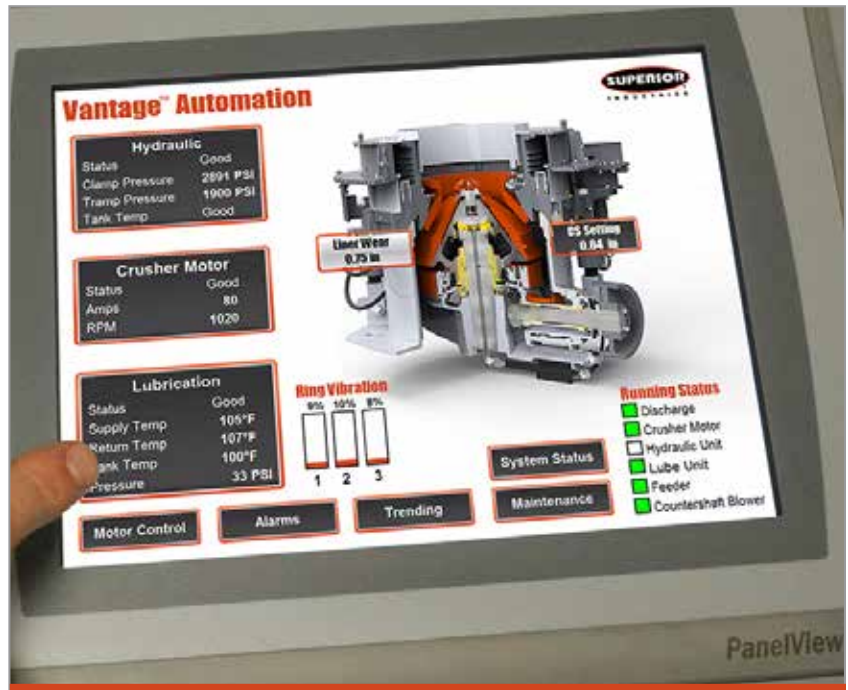 Vantage™ Automation
SUPERIOR
INDUSTRIES
Hydraulic
Status Good
Clamp Pressure 2891 PSI
Tramp Pressure 1900 PSI
Tank Temp Good
Liner Wear
0.75 in
CS Setting
0.64 in
Crusher Motor
Status Good
Amps 80
RPM 1020
Lubrication
Status Good
Supply Temp 105°F
Return Temp 107°F
Tank Temp 100°F
Pressure 33 PSI
Ring Vibration
9% 10% 8%
1 2 3
Running Status
Discharge
Crusher Motor
Hydraulic Unit
Lube Unit
Feeder
Countershaft Blower
System Status
Maintenance
Motor Control
Alarms
Trending
PanelView